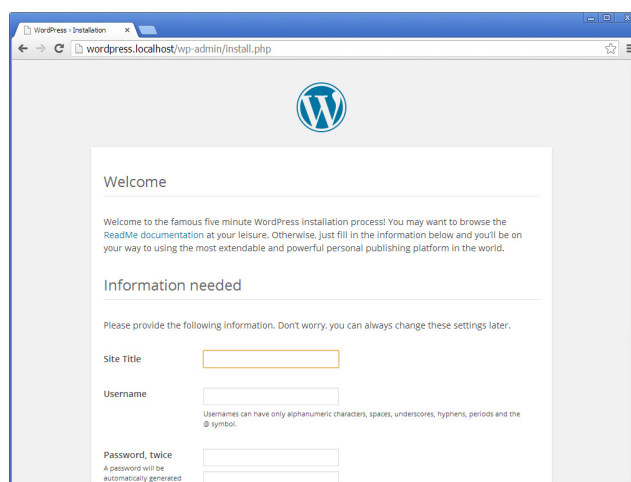 WordPress › Installation
wordpress.localhost/wp-admin/install.php
Welcome
Welcome to the famous five minute WordPress installation process! You may want to browse the
ReadMe documentation at your leisure. Otherwise, just fill in the information below and you'll be on
your way to using the most extendable and powerful personal publishing platform in the world.
Information needed
Please provide the following information. Don't worry, you can always change these settings later.
Site Title
Username
Usernames can have only alphanumeric characters, spaces, underscores, hyphens, periods and the
@ symbol.
Password, twice
A password will be
automatically generated